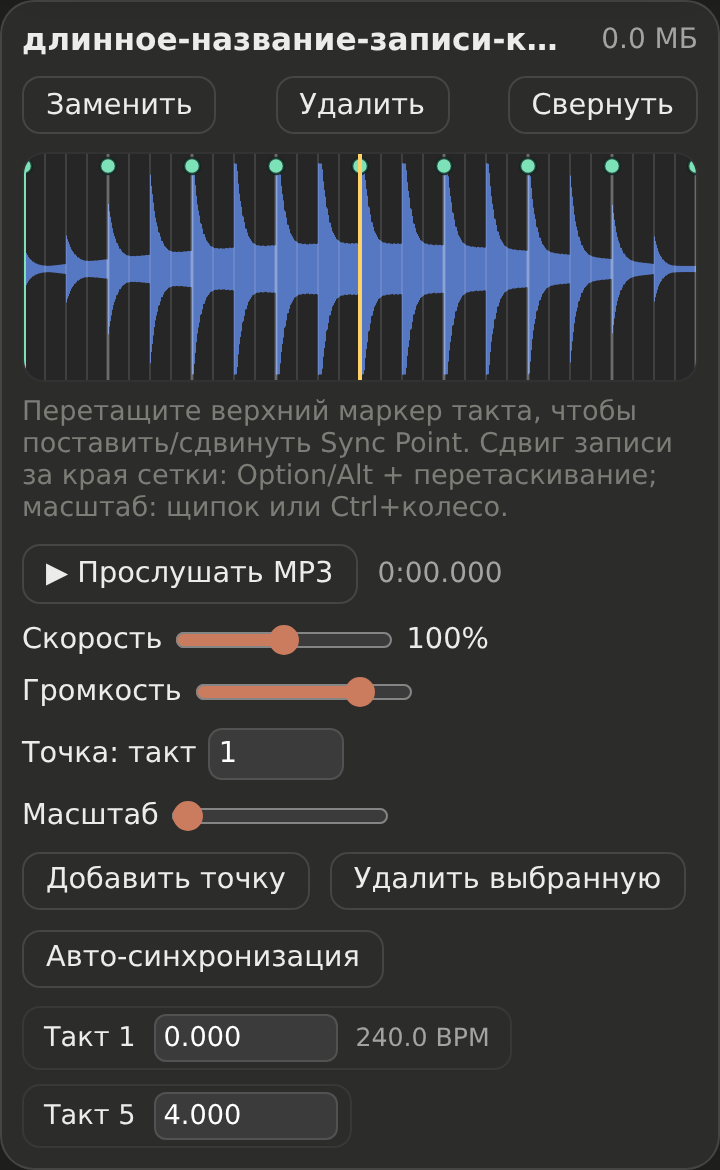 длинное-название-записи-к… 0.0 МБ
Заменить Удалить Свернуть
Перетащите верхний маркер такта, чтобы
поставить/сдвинуть Sync Point. Сдвиг записи
за края сетки: Option/Alt + перетаскивание;
масштаб: щипок или Ctrl+колесо.
▶ Прослушать MP3 0:00.000
Скорость 100%
Громкость
Точка: такт 1
Масштаб
Добавить точку Удалить выбранную
Авто-синхронизация
Такт 1 0.000 240.0 BPM
Такт 5 4.000